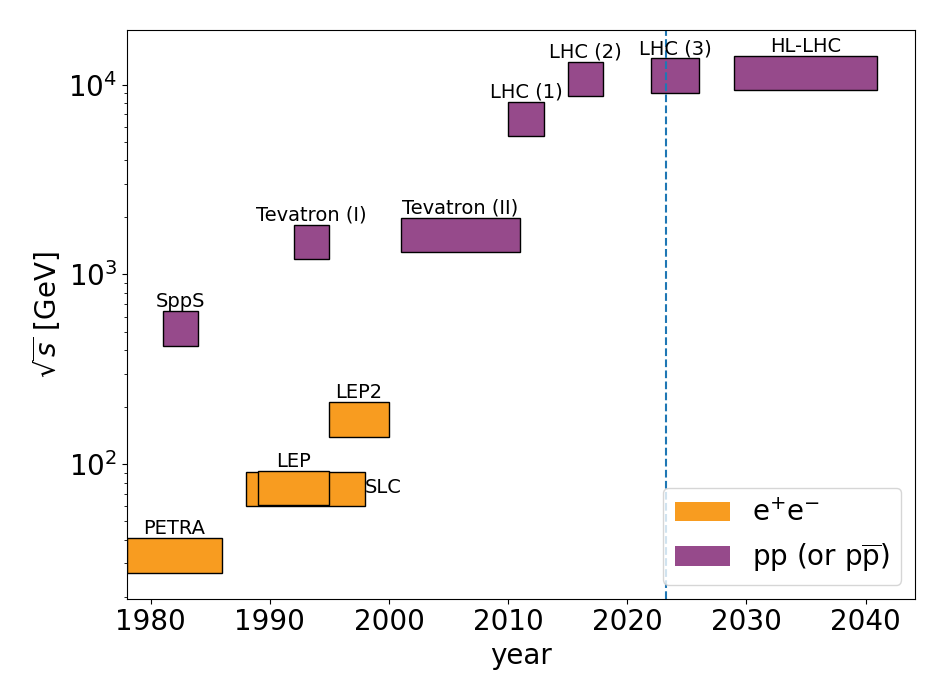 LHC (2)
LHC (3)
HL-LHC
LHC (1)
Tevatron (I)
Tevatron (II)
SppS
LEP2
LEP
SLC
PETRA
10⁴
10³
10²
√s [GeV]
e⁺e⁻
pp (or pp̅)
1980 1990 2000 2010 2020 2030 2040
year